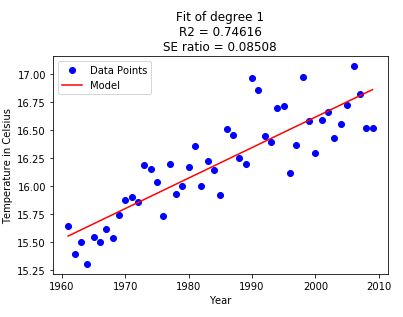 Fit of degree 1
R2 = 0.74616
SE ratio = 0.08508
Data Points
Model
Temperature in Celsius
17.00
16.75
16.50
16.25
16.00
15.75
15.50
15.25
1960 1970 1980 1990 2000 2010
Year